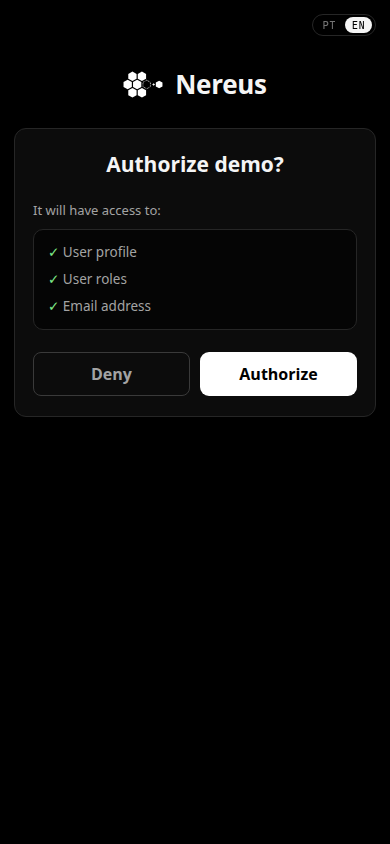 PT EN
Nereus
Authorize demo?
It will have access to:
✓ User profile
✓ User roles
✓ Email address
Deny Authorize